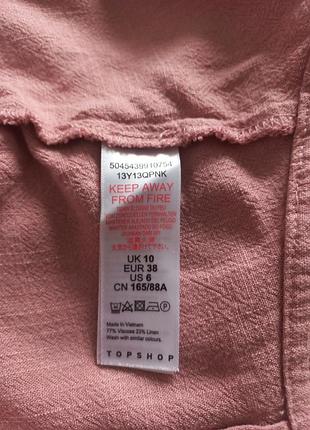 5045439910754
13Y13QPNK
KEEP AWAY
FROM FIRE
UK 10
EUR 38
US 6
CN 165/88A
Made in Vietnam
77% Viscose 23% Linen
Wash with similar colours.
TOPSHOP